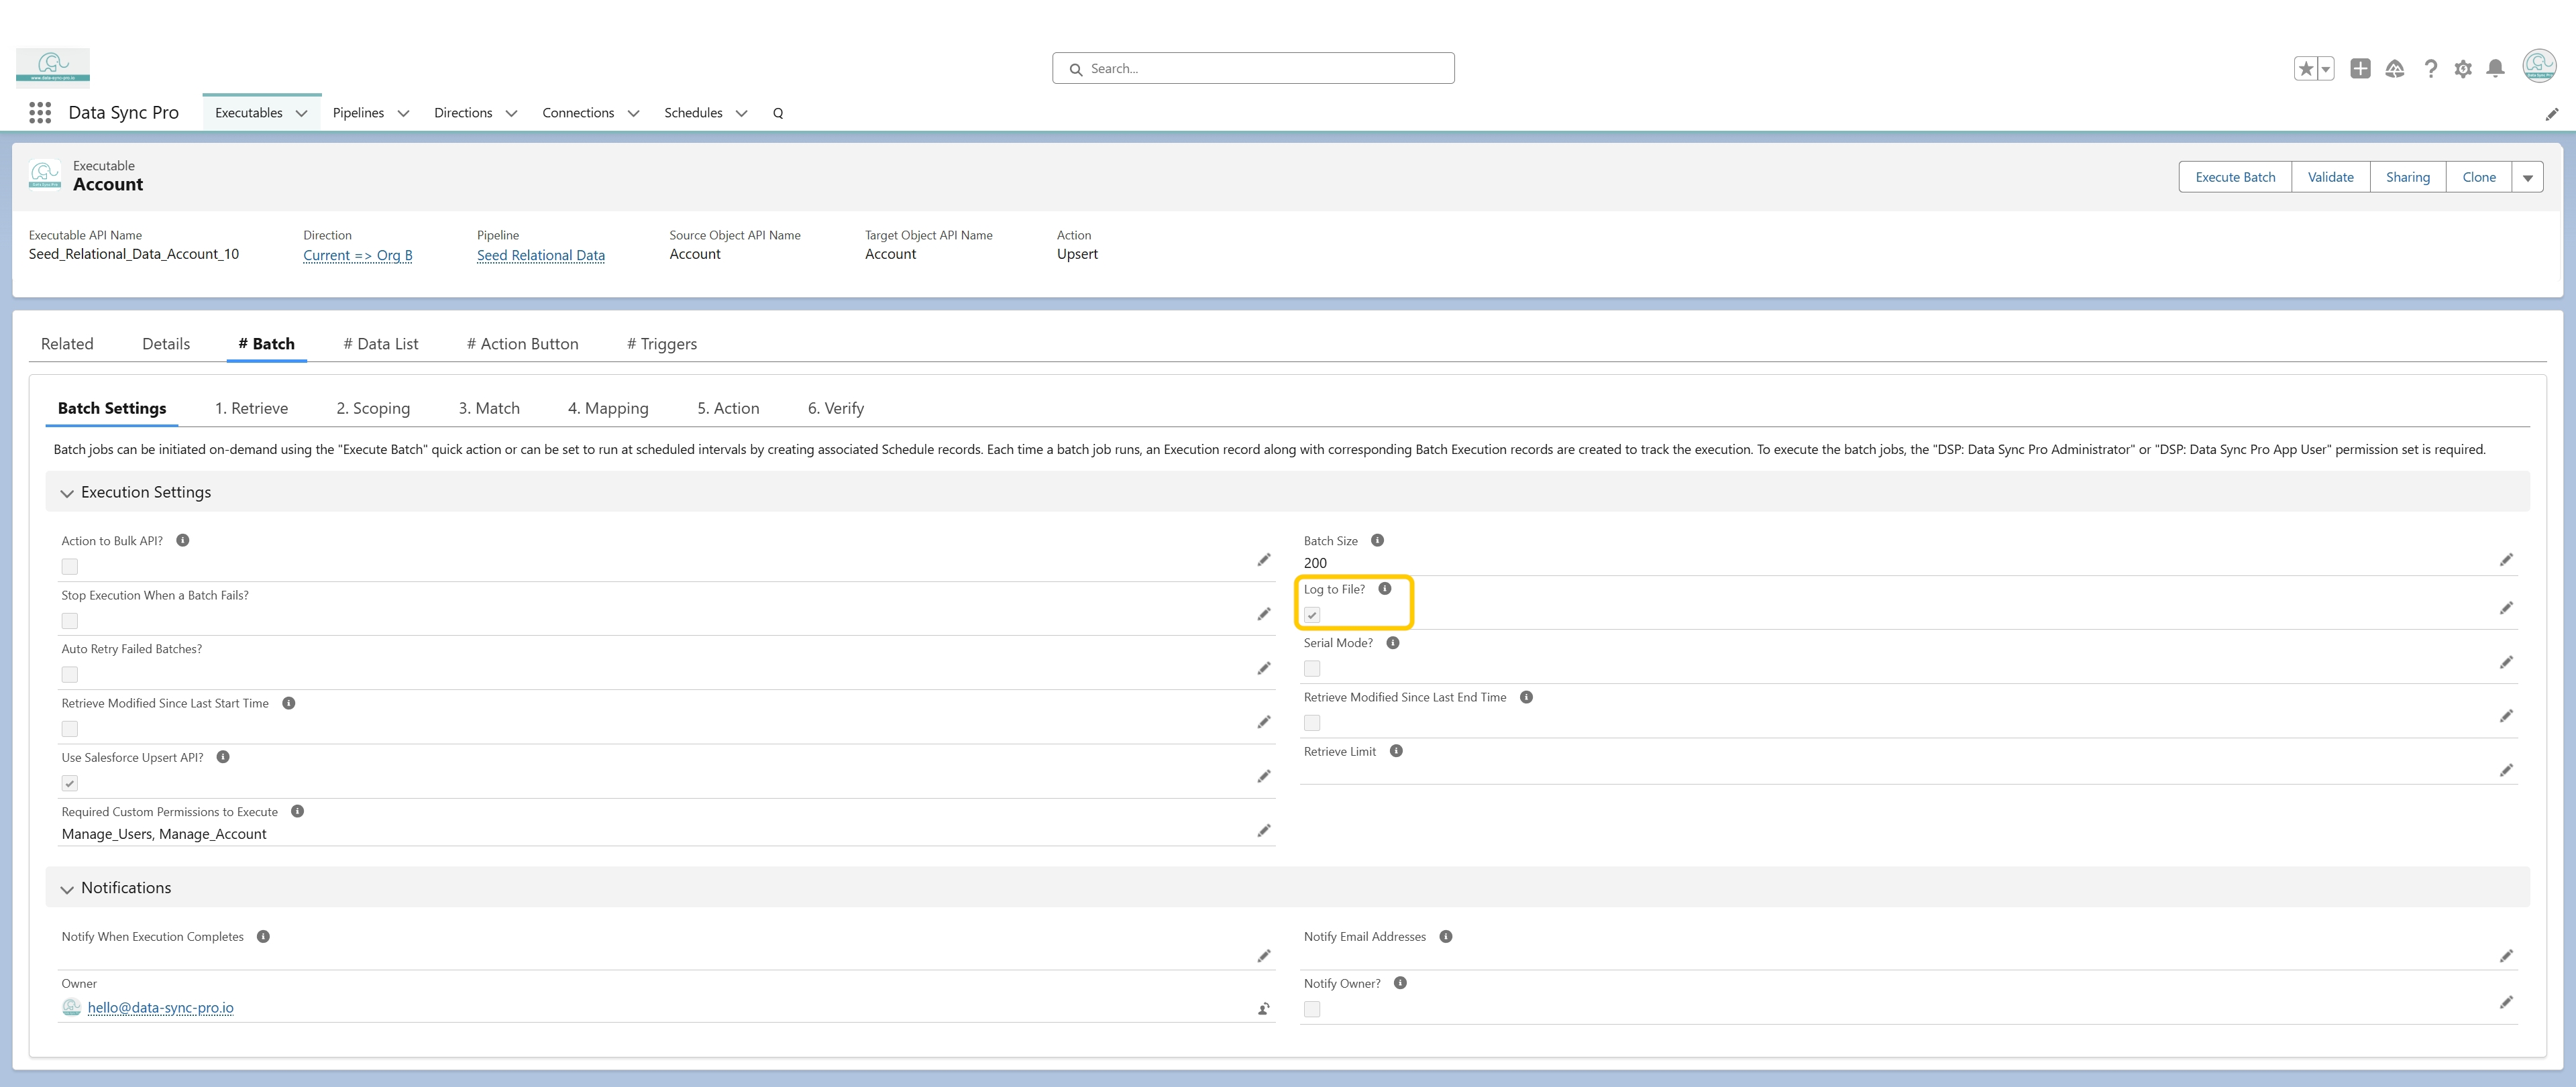 www.data-sync-pro.io
Search...
Data Sync Pro
Executables
Pipelines
Directions
Connections
Schedules
Q
Executable
Account
Execute Batch
Validate
Sharing
Clone
Executable API Name
Seed_Relational_Data_Account_10
Direction
Current => Org B
Pipeline
Seed Relational Data
Source Object API Name
Account
Target Object API Name
Account
Action
Upsert
Related
Details
# Batch
# Data List
# Action Button
# Triggers
Batch Settings
1. Retrieve
2. Scoping
3. Match
4. Mapping
5. Action
6. Verify
Batch jobs can be initiated on-demand using the "Execute Batch" quick action or can be set to run at scheduled intervals by creating associated Schedule records. Each time a batch job runs, an Execution record along with corresponding Batch Execution records are created to track the execution. To execute the batch jobs, the "DSP: Data Sync Pro Administrator" or "DSP: Data Sync Pro App User" permission set is required.
Execution Settings
Action to Bulk API?
Batch Size
200
Stop Execution When a Batch Fails?
Log to File?
Auto Retry Failed Batches?
Serial Mode?
Retrieve Modified Since Last Start Time
Retrieve Modified Since Last End Time
Use Salesforce Upsert API?
Retrieve Limit
Required Custom Permissions to Execute
Manage_Users, Manage_Account
Notifications
Notify When Execution Completes
Notify Email Addresses
Owner
hello@data-sync-pro.io
Notify Owner?